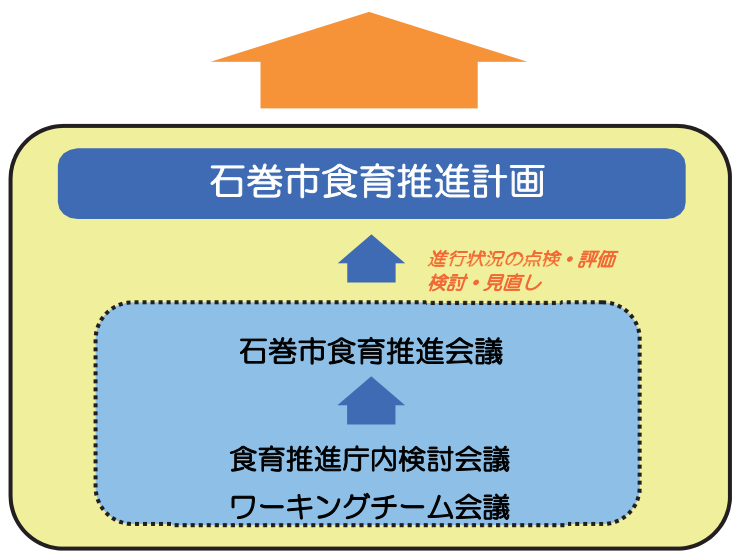 石巻市食育推進計画
進行状況の点検・評価
検討・見直し
石巻市食育推進会議
食育推進庁内検討会議
ワーキングチーム会議